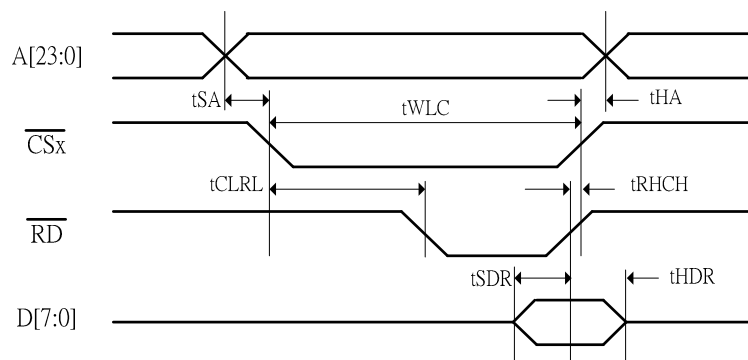 A[23:0]
tSA
tWLC
tHA
CSx
tCLRL
tRHCH
RD
tSDR
tHDR
D[7:0]